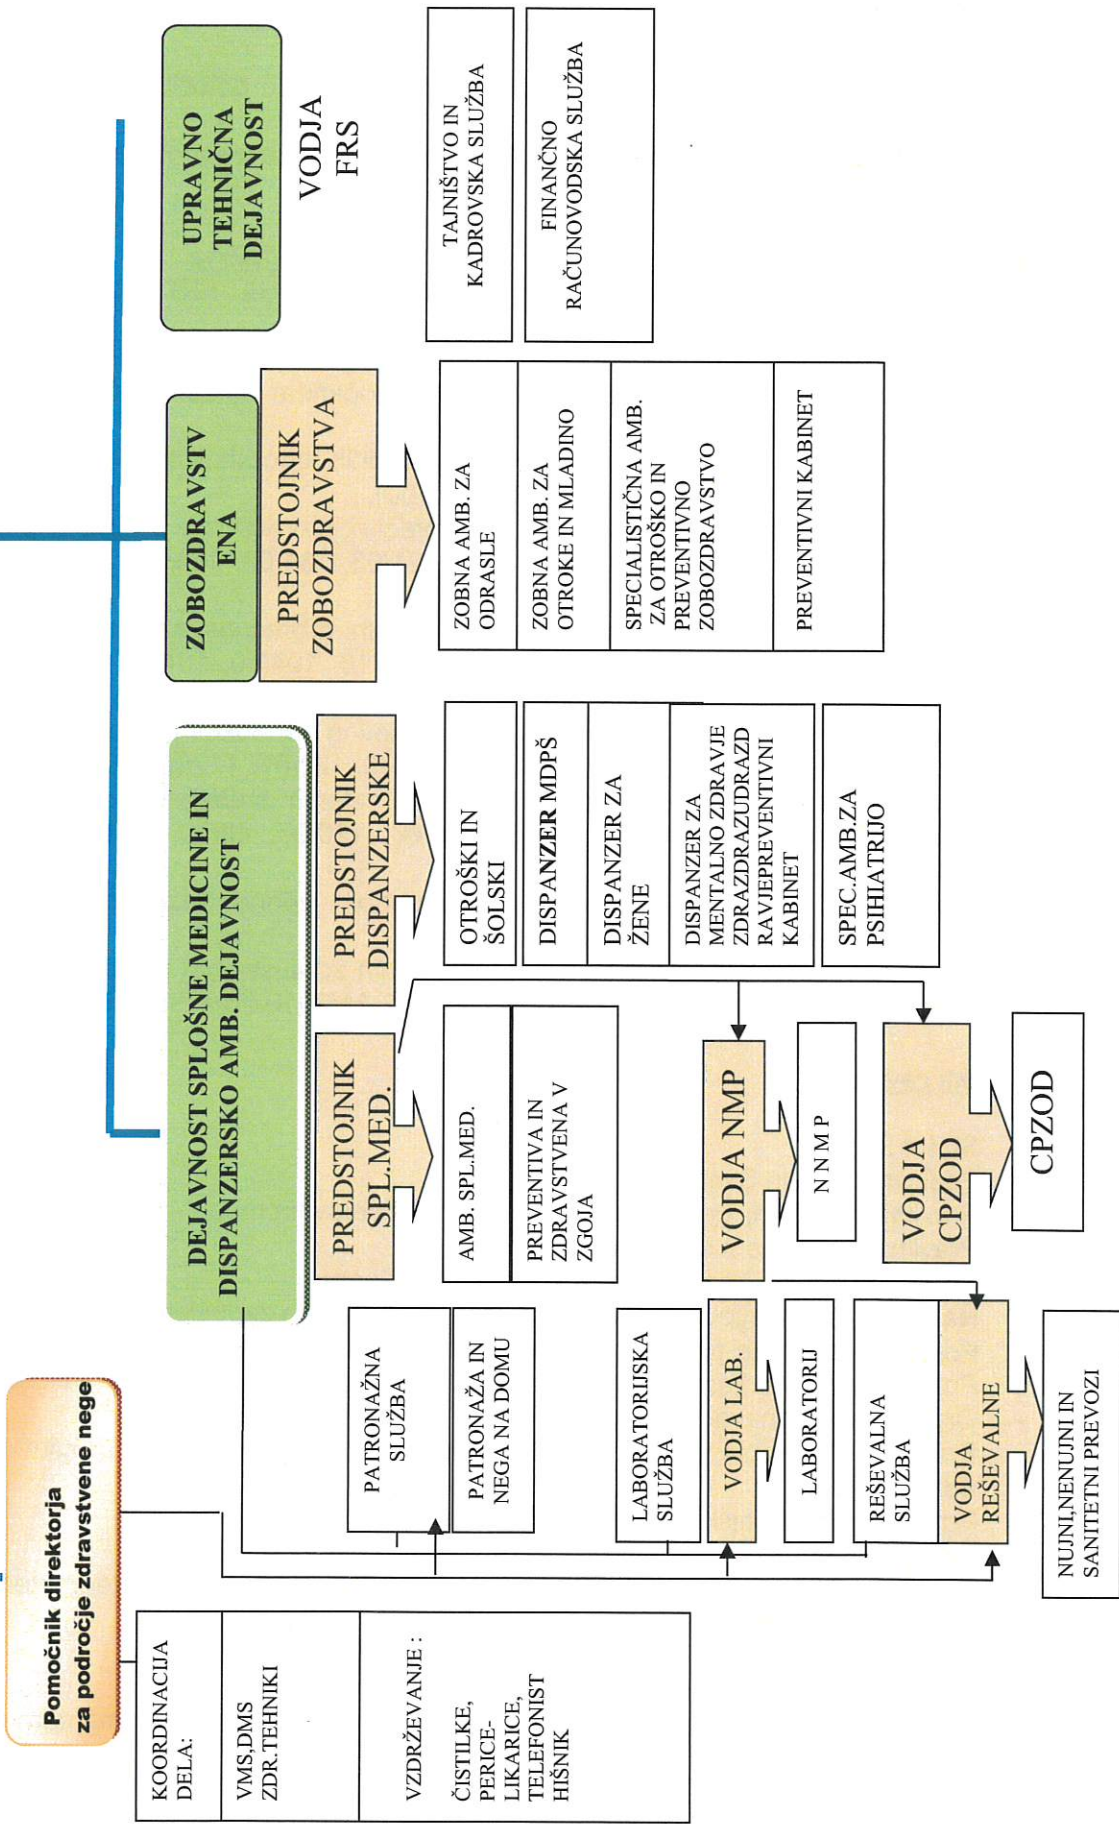 Pomočnik direktorja
za področje zdravstvene nege
KOORDINACIJA
DELA:
VMS,DMS
ZDR.TEHNIKI
VZDRŽEVANJE :
ČISTILKE,
PERICE-
LIKARICE,
TELEFONIST
HIŠNIK
DEJAVNOST SPLOŠNE MEDICINE IN
DISPANZERSKO AMB. DEJAVNOST
PATRONAŽNA
SLUŽBA
PATRONAŽA IN
NEGA NA DOMU
LABORATORIJSKA
SLUŽBA
VODJA LAB.
LABORATORIJ
REŠEVALNA
SLUŽBA
VODJA
REŠEVALNE
NUJNI,NENUJNI IN
SANITETNI PREVOZI
PREDSTOJNIK
SPL.MED.
AMB. SPL.MED.
PREVENTIVA IN
ZDRAVSTVENA V
ZGOJA
VODJA NMP
N N M P
VODJA
CPZOD
CPZOD
PREDSTOJNIK
DISPANZERSKE
OTROŠKI IN
ŠOLSKI
DISPANZER MDPŠ
DISPANZER ZA
ŽENE
DISPANZER ZA
MENTALNO ZDRAVJE
ZDRAZDRAZUDRAZD
RAVJEPREVENTIVNI
KABINET
SPEC.AMB.ZA
PSIHIATRIJO
ZOBOZDRAVSTV
ENA
PREDSTOJNIK
ZOBOZDRAVSTVA
ZOBNA AMB. ZA
ODRASLE
ZOBNA AMB. ZA
OTROKE IN MLADINO
SPECIALISTIČNA AMB.
ZA OTROŠKO IN
PREVENTIVNO
ZOBOZDRAVSTVO
PREVENTIVNI KABINET
UPRAVNO
TEHNIČNA
DEJAVNOST
VODJA
FRS
TAJNIŠTVO IN
KADROVSKA SLUŽBA
FINANČNO
RAČUNOVODSKA SLUŽBA